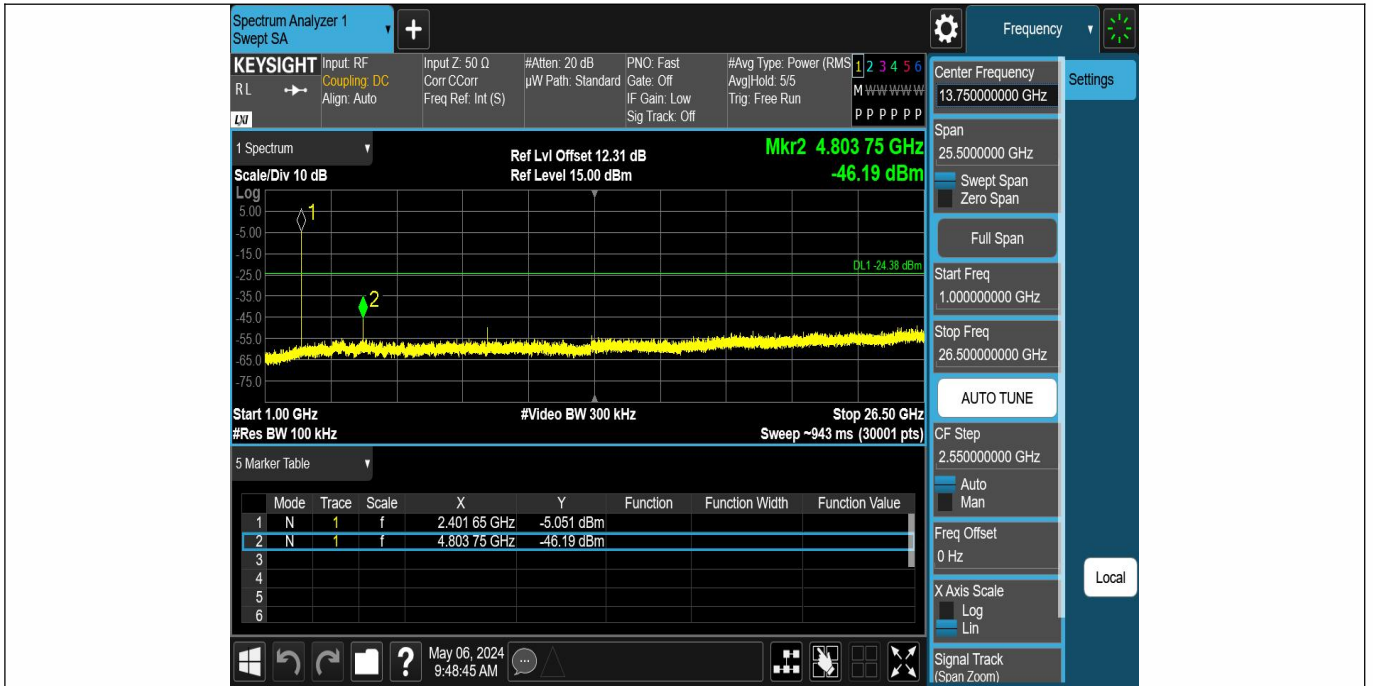 Spectrum Analyzer 1
Swept SA
+
Frequency
KEYSIGHT
RL
LXI
Input: RF
Coupling: DC
Align: Auto
Input Z: 50 Ω
Corr CCorr
Freq Ref: Int (S)
#Atten: 20 dB
µW Path: Standard
PNO: Fast
Gate: Off
IF Gain: Low
Sig Track: Off
#Avg Type: Power (RMS
Avg|Hold: 5/5
Trig: Free Run
1 2 3 4 5 6
M W W W W W
P P P P P P
1 Spectrum
Scale/Div 10 dB
Ref Lvl Offset 12.31 dB
Ref Level 15.00 dBm
Mkr2 4.803 75 GHz
-46.19 dBm
Log
5.00
-5.00
-15.0
-25.0
-35.0
-45.0
-55.0
-65.0
-75.0
1
2
DL1 -24.38 dBm
Start 1.00 GHz
#Video BW 300 kHz
Stop 26.50 GHz
#Res BW 100 kHz
Sweep ~943 ms (30001 pts)
5 Marker Table
Mode Trace Scale X Y Function Function Width Function Value
1 N 1 f 2.401 65 GHz -5.051 dBm
2 N 1 f 4.803 75 GHz -46.19 dBm
3
4
5
6
May 06, 2024
9:48:45 AM
?
Center Frequency
13.750000000 GHz
Settings
Span
25.5000000 GHz
Swept Span
Zero Span
Full Span
Start Freq
1.000000000 GHz
Stop Freq
26.500000000 GHz
AUTO TUNE
CF Step
2.550000000 GHz
Auto
Man
Freq Offset
0 Hz
X Axis Scale
Log
Lin
Local
Signal Track
(Span Zoom)